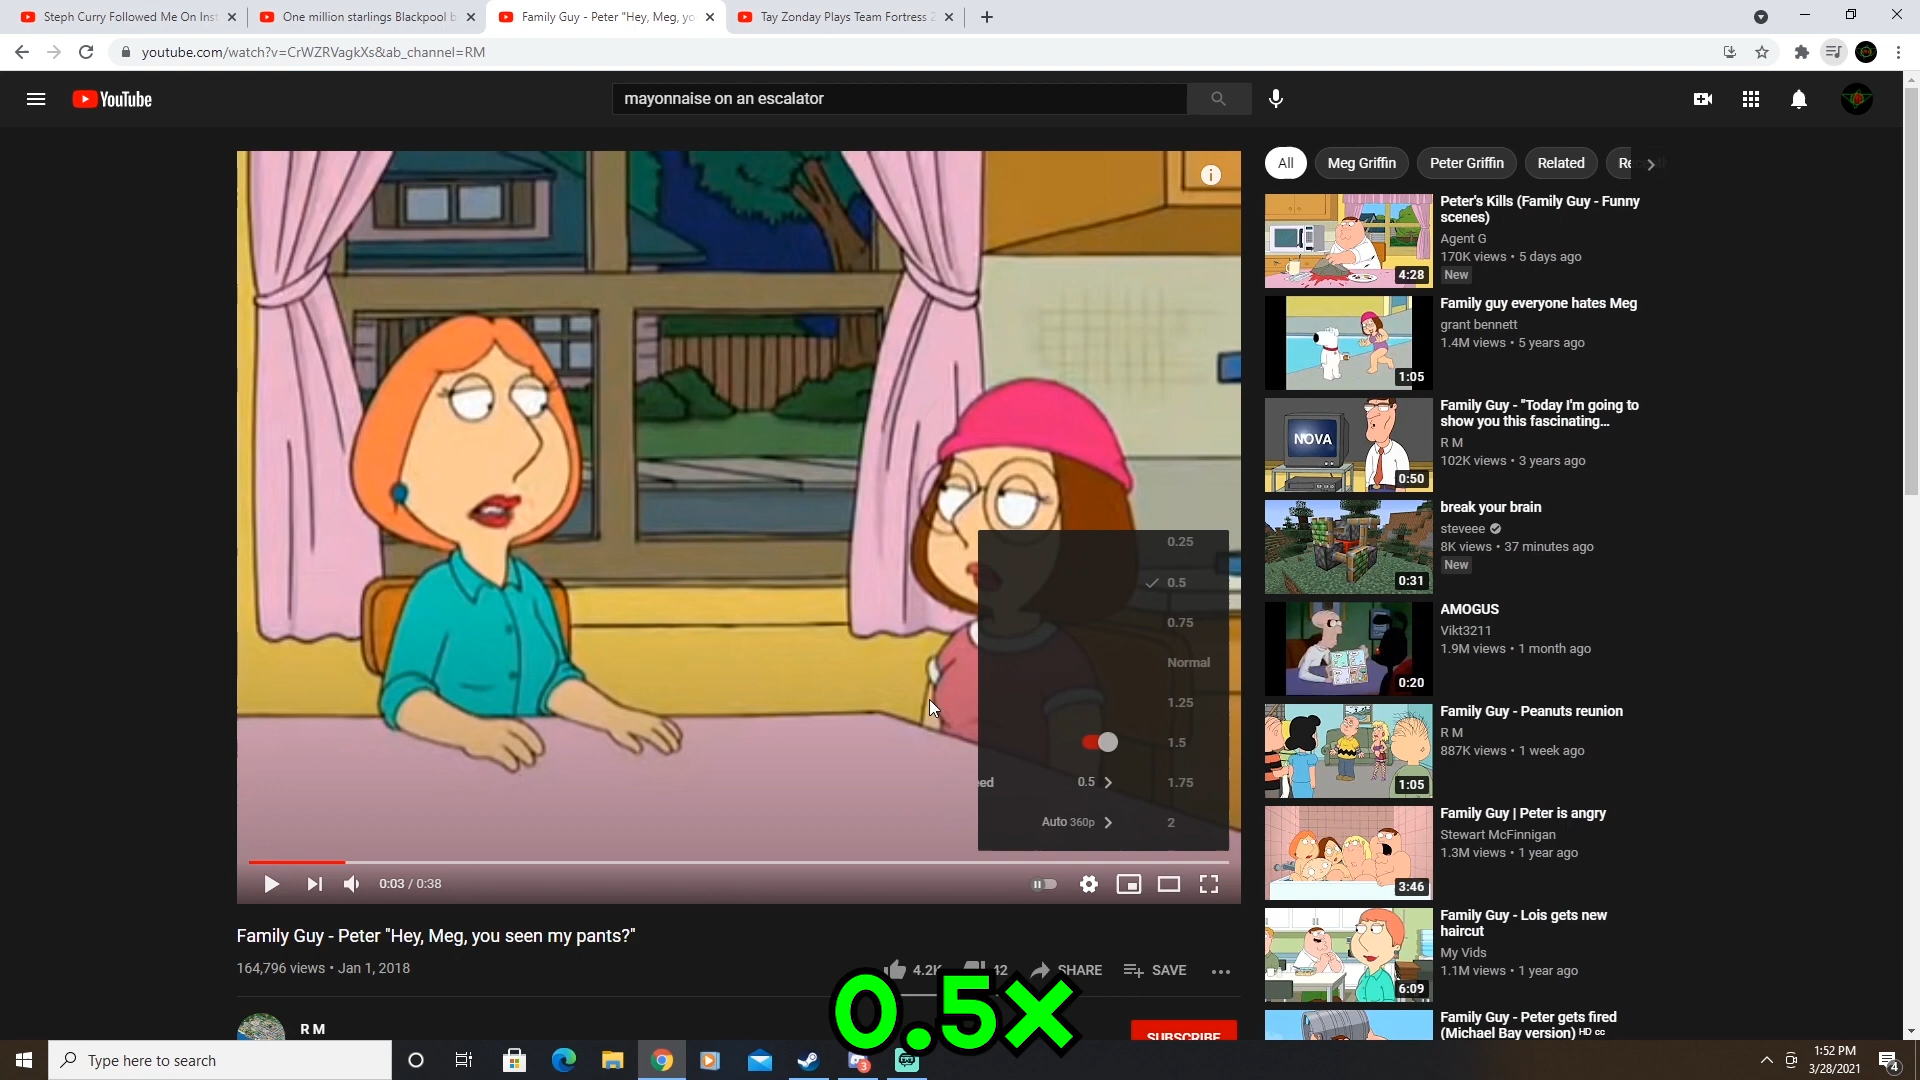 Steph Curry Followed Me On Inst
One million starlings Blackpool b
Family Guy - Peter "Hey, Meg, yo
Tay Zonday Plays Team Fortress 2
youtube.com/watch?v=CrWZRVagkXs&ab_channel=RM
YouTube
mayonnaise on an escalator
All
Meg Griffin
Peter Griffin
Related
0.25
0.5
0.75
Normal
1.25
1.5
eed 0.5
1.75
Auto 360p
2
0:03 / 0:38
Family Guy - Peter "Hey, Meg, you seen my pants?"
164,796 views • Jan 1, 2018
4.2K
42
SHARE
SAVE
R M
SUBSCRIBE
0.5x
NOVA
Peter's Kills (Family Guy - Funny
scenes)
Agent G
170K views • 5 days ago
New
4:28
Family guy everyone hates Meg
grant bennett
1.4M views • 5 years ago
1:05
Family Guy - "Today I'm going to
show you this fascinating...
R M
102K views • 3 years ago
0:50
break your brain
steveee
8K views • 37 minutes ago
New
0:31
AMOGUS
Vikt3211
1.9M views • 1 month ago
0:20
Family Guy - Peanuts reunion
R M
887K views • 1 week ago
1:05
Family Guy | Peter is angry
Stewart McFinnigan
1.3M views • 1 year ago
3:46
Family Guy - Lois gets new
haircut
My Vids
1.1M views • 1 year ago
6:09
Family Guy - Peter gets fired
(Michael Bay version) HD cc
Type here to search
3
1:52 PM
3/28/2021
4